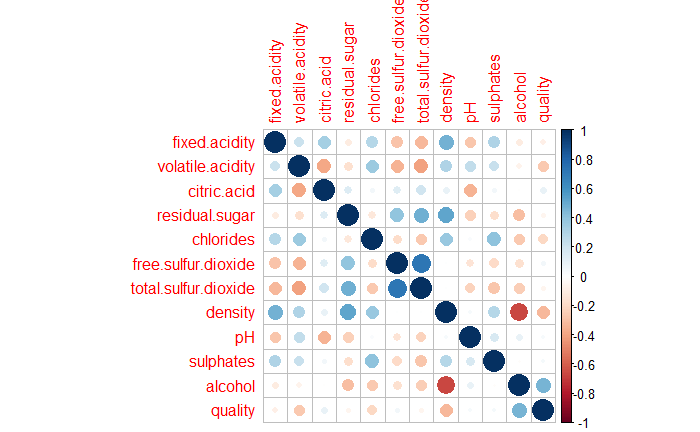 fixed.acidity
volatile.acidity
citric.acid
residual.sugar
chlorides
free.sulfur.dioxide
total.sulfur.dioxide
density
pH
sulphates
alcohol
quality
fixed.acidity
volatile.acidity
citric.acid
residual.sugar
chlorides
free.sulfur.dioxide
total.sulfur.dioxide
density
pH
sulphates
alcohol
quality
1
0.8
0.6
0.4
0.2
0
-0.2
-0.4
-0.6
-0.8
-1